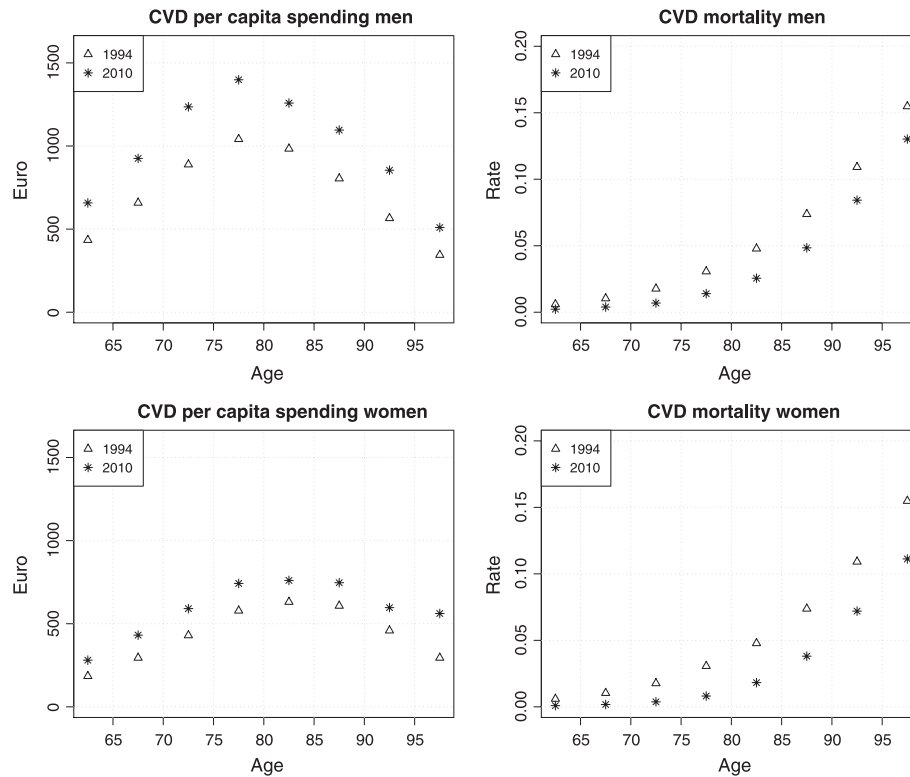 CVD per capita spending men
1994
2010
Euro
0
500
1000
1500
65 70 75 80 85 90 95
Age
CVD mortality men
1994
2010
Rate
0.00
0.05
0.10
0.15
0.20
65 70 75 80 85 90 95
Age
CVD per capita spending women
1994
2010
Euro
0
500
1000
1500
65 70 75 80 85 90 95
Age
CVD mortality women
1994
2010
Rate
0.00
0.05
0.10
0.15
0.20
65 70 75 80 85 90 95
Age